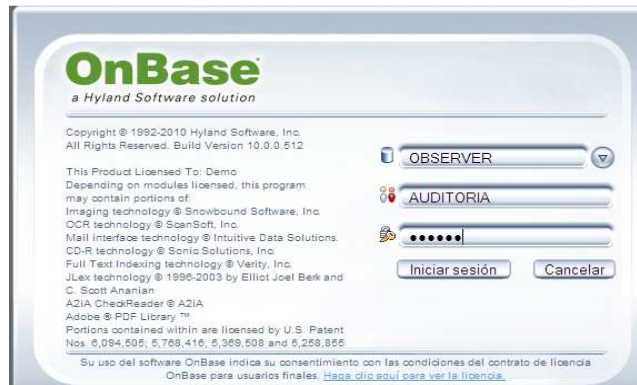 OnBase
a Hyland Software solution
Copyright © 1992-2010 Hyland Software, Inc.
All Rights Reserved. Build Version 10.0.0.512
This Product Licensed To: Demo
Depending on modules licensed, this program
may contain portions of:
Imaging technology © Snowbound Software, Inc.
OCR technology © ScanSoft, Inc.
Mail interface technology © Intuitive Data Solutions.
CD-R technology © Sonic Solutions, Inc.
Full Text Indexing technology © Verity, Inc.
JLex technology © 1996-2003 by Elliot Joel Berk and
C. Scott Ananian
A2iA CheckReader © A2iA
Adobe ® PDF Library ™
Portions contained within are licensed by U.S. Patent
Nos. 6,094,505; 5,768,416; 5,369,508 and 5,258,855
OBSERVER
AUDITORIA
••••••
Iniciar sesión
Cancelar
Su uso del software OnBase indica su consentimiento con las condiciones del contrato de licencia
OnBase para usuarios finales. Haga clic aquí para ver la licencia.